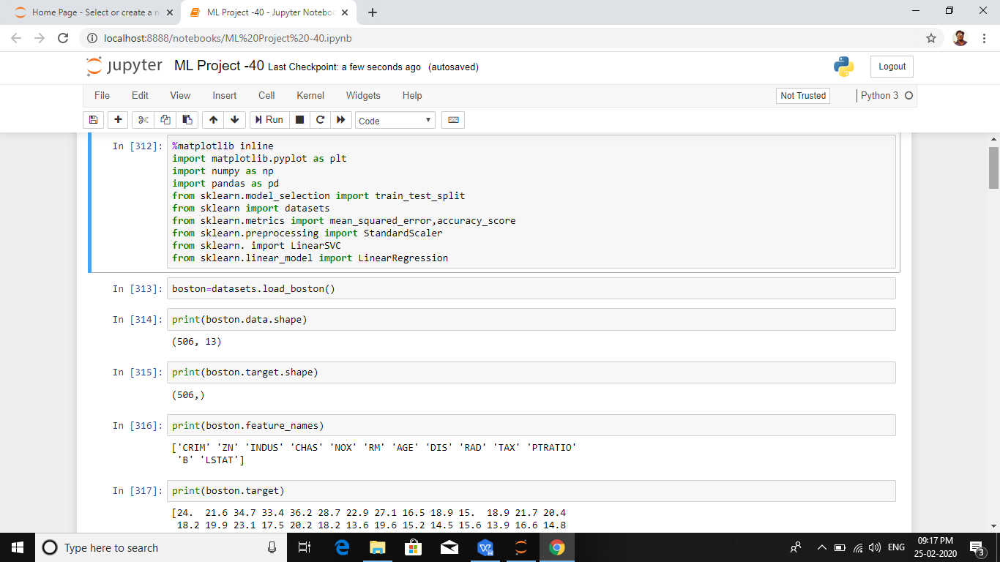 Home Page - Select or create a n
ML Project -40 - Jupyter Noteboo
localhost:8888/notebooks/ML%20Project%20-40.ipynb
jupyter ML Project -40 Last Checkpoint: a few seconds ago (autosaved)
Logout
File Edit View Insert Cell Kernel Widgets Help
Not Trusted
Python 3
Run
Code
In [312]:
%matplotlib inline
import matplotlib.pyplot as plt
import numpy as np
import pandas as pd
from sklearn.model_selection import train_test_split
from sklearn import datasets
from sklearn.metrics import mean_squared_error,accuracy_score
from sklearn.preprocessing import StandardScaler
from sklearn. import LinearSVC
from sklearn.linear_model import LinearRegression
In [313]: boston=datasets.load_boston()
In [314]: print(boston.data.shape)
(506, 13)
In [315]: print(boston.target.shape)
(506,)
In [316]: print(boston.feature_names)
['CRIM' 'ZN' 'INDUS' 'CHAS' 'NOX' 'RM' 'AGE' 'DIS' 'RAD' 'TAX' 'PTRATIO'
'B' 'LSTAT']
In [317]: print(boston.target)
[24. 21.6 34.7 33.4 36.2 28.7 22.9 27.1 16.5 18.9 15. 18.9 21.7 20.4
18.2 19.9 23.1 17.5 20.2 18.2 13.6 19.6 15.2 14.5 15.6 13.9 16.6 14.8
Type here to search
ENG
09:17 PM
25-02-2020
3